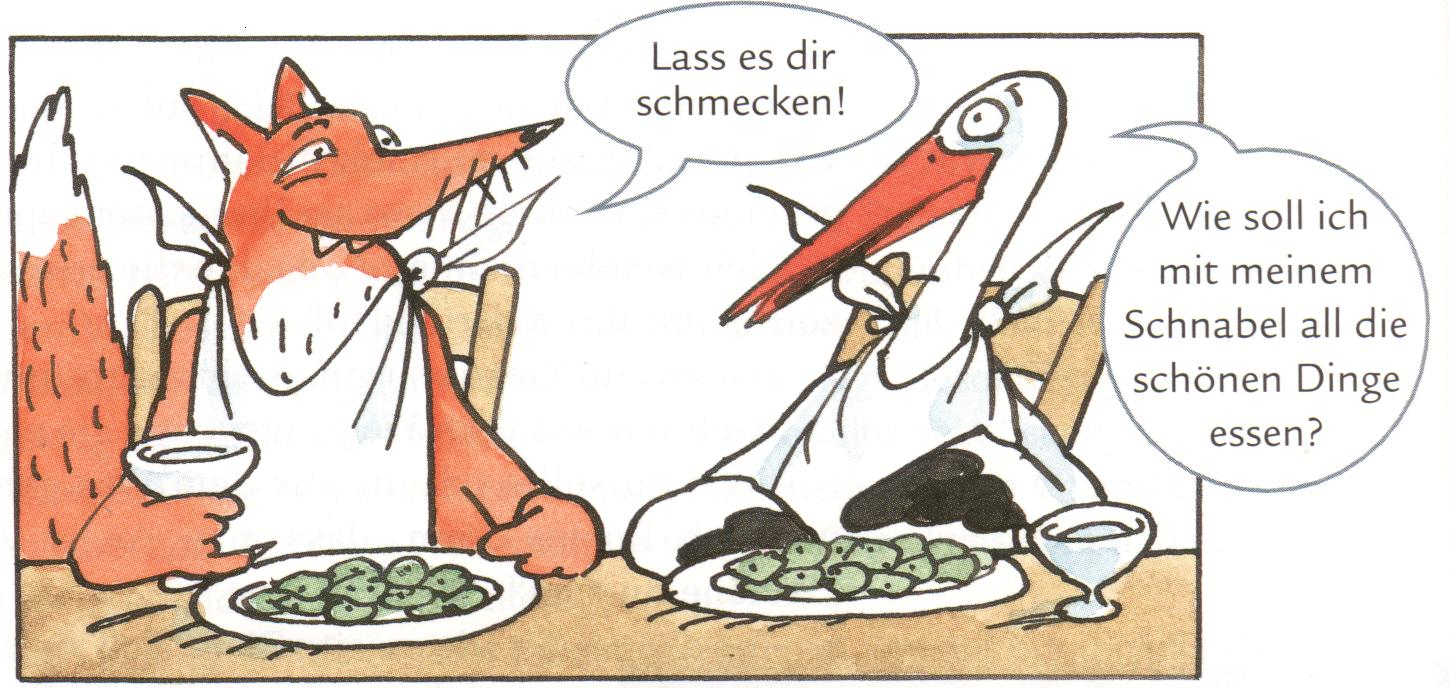 Lass es dir
schmecken!
Wie soll ich
mit meinem
Schnabel all die
schönen Dinge
essen?